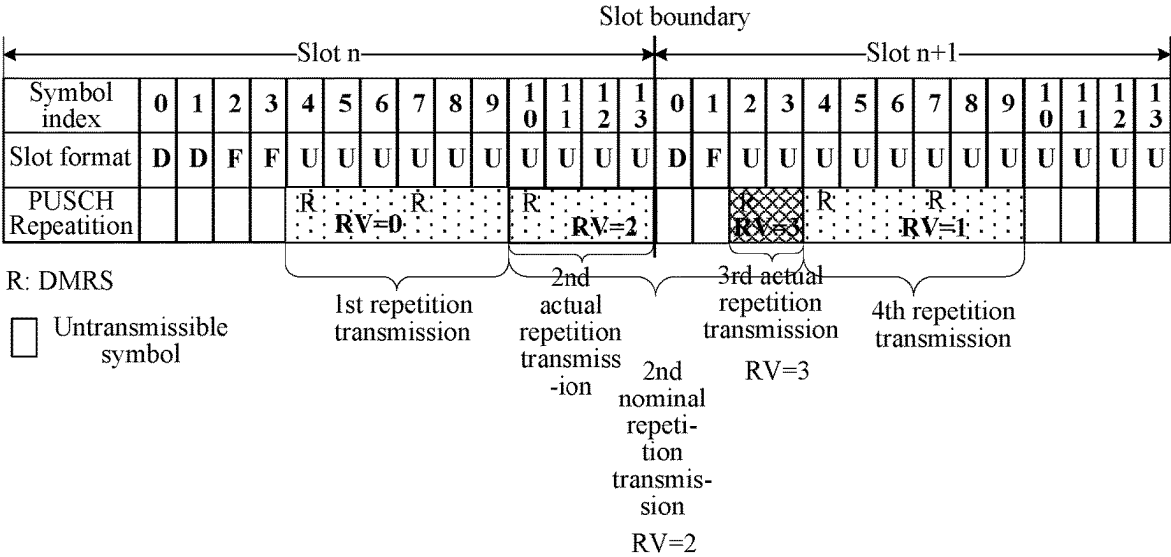 Slot boundary
Slot n Slot n+1
Symbol index 0 1 2 3 4 5 6 7 8 9 10 11 12 13 0 1 2 3 4 5 6 7 8 9 10 11 12 13
Slot format D D F F U U U U U U U U U U D F U U U U U U U U U U U U
PUSCH Repeatition R RV=0 R R RV=2 R RV=3 R RV=1 R
R: DMRS
Untransmissible
symbol
1st repetition
transmission
2nd
actual
repetition
transmiss
-ion
2nd
nominal
repeti-
tion
transmis-
sion
RV=2
3rd actual
repetition
transmission
RV=3
4th repetition
transmission